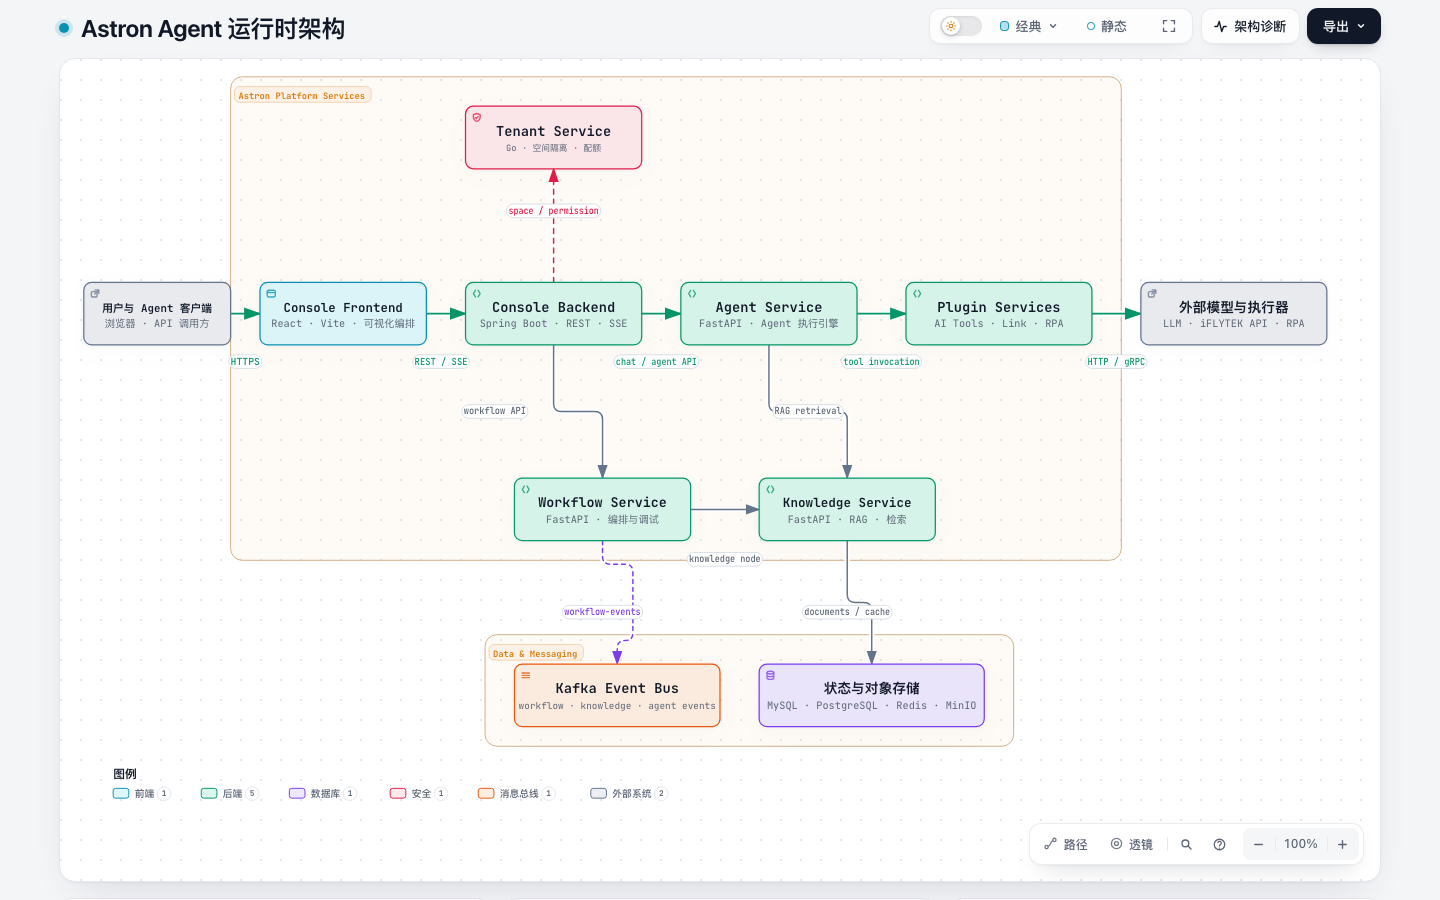 Astron Agent 运行时架构
经典
静态
架构诊断
导出
Astron Platform Services
Tenant Service
Go · 空间隔离 · 配额
space / permission
用户与 Agent 客户端
浏览器 · API 调用方
Console Frontend
React · Vite · 可视化编排
Console Backend
Spring Boot · REST · SSE
Agent Service
FastAPI · Agent 执行引擎
Plugin Services
AI Tools · Link · RPA
外部模型与执行器
LLM · iFLYTEK API · RPA
HTTPS
REST / SSE
chat / agent API
tool invocation
HTTP / gRPC
workflow API
RAG retrieval
Workflow Service
FastAPI · 编排与调试
Knowledge Service
FastAPI · RAG · 检索
knowledge node
workflow-events
documents / cache
Data & Messaging
Kafka Event Bus
workflow · knowledge · agent events
状态与对象存储
MySQL · PostgreSQL · Redis · MinIO
图例
前端 1
后端 5
数据库 1
安全 1
消息总线 1
外部系统 2
路径
透镜
100%